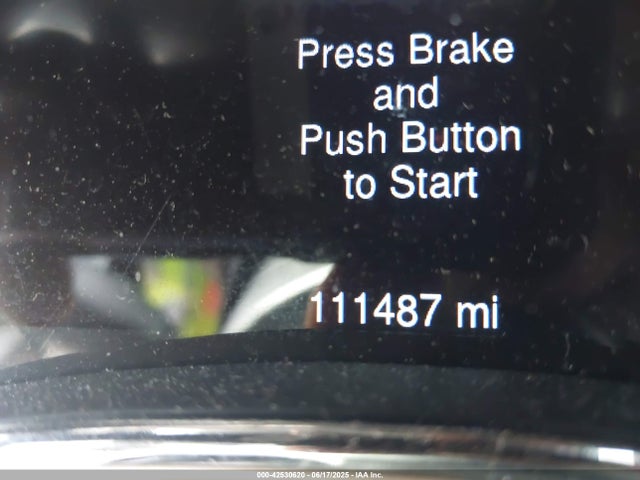 Press Brake
and
Push Button
to Start
111487 mi
000-42530620 - 06/17/2025 - IAA Inc.